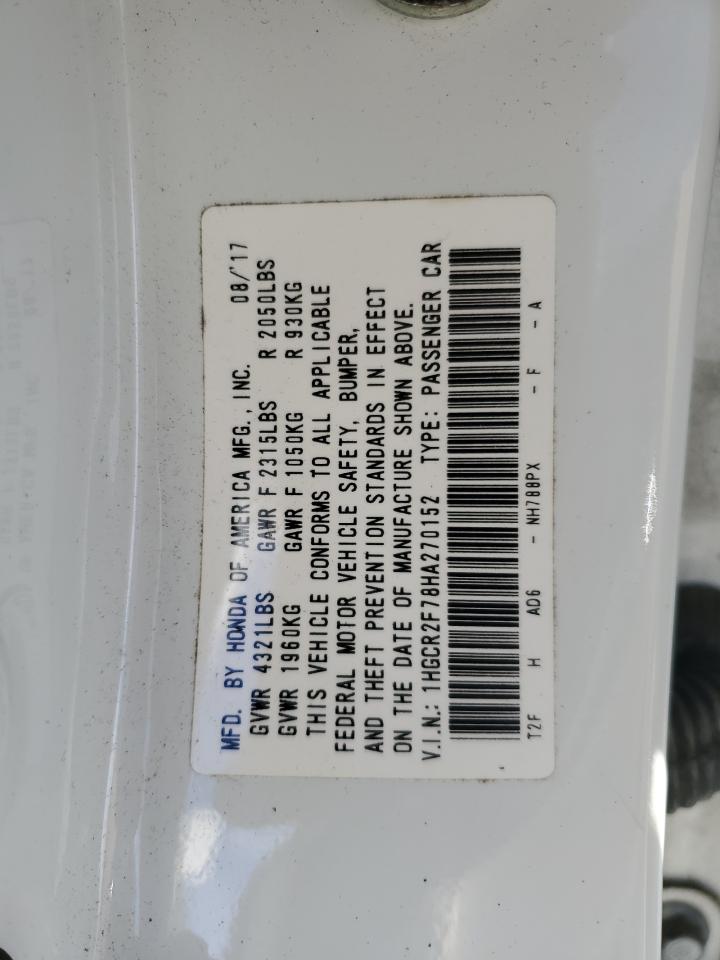 MFD. BY HONDA OF AMERICA MFG., INC. 08/'17
GVWR 4321LBS GAWR F 2315LBS R 2050LBS
GVWR 1960KG GAWR F 1050KG R 930KG
THIS VEHICLE CONFORMS TO ALL APPLICABLE
FEDERAL MOTOR VEHICLE SAFETY, BUMPER,
AND THEFT PREVENTION STANDARDS IN EFFECT
ON THE DATE OF MANUFACTURE SHOWN ABOVE.
V.I.N.: 1HGCR2F78HA270152 TYPE: PASSENGER CAR
T2F H AD6 - NH788PX - F - A